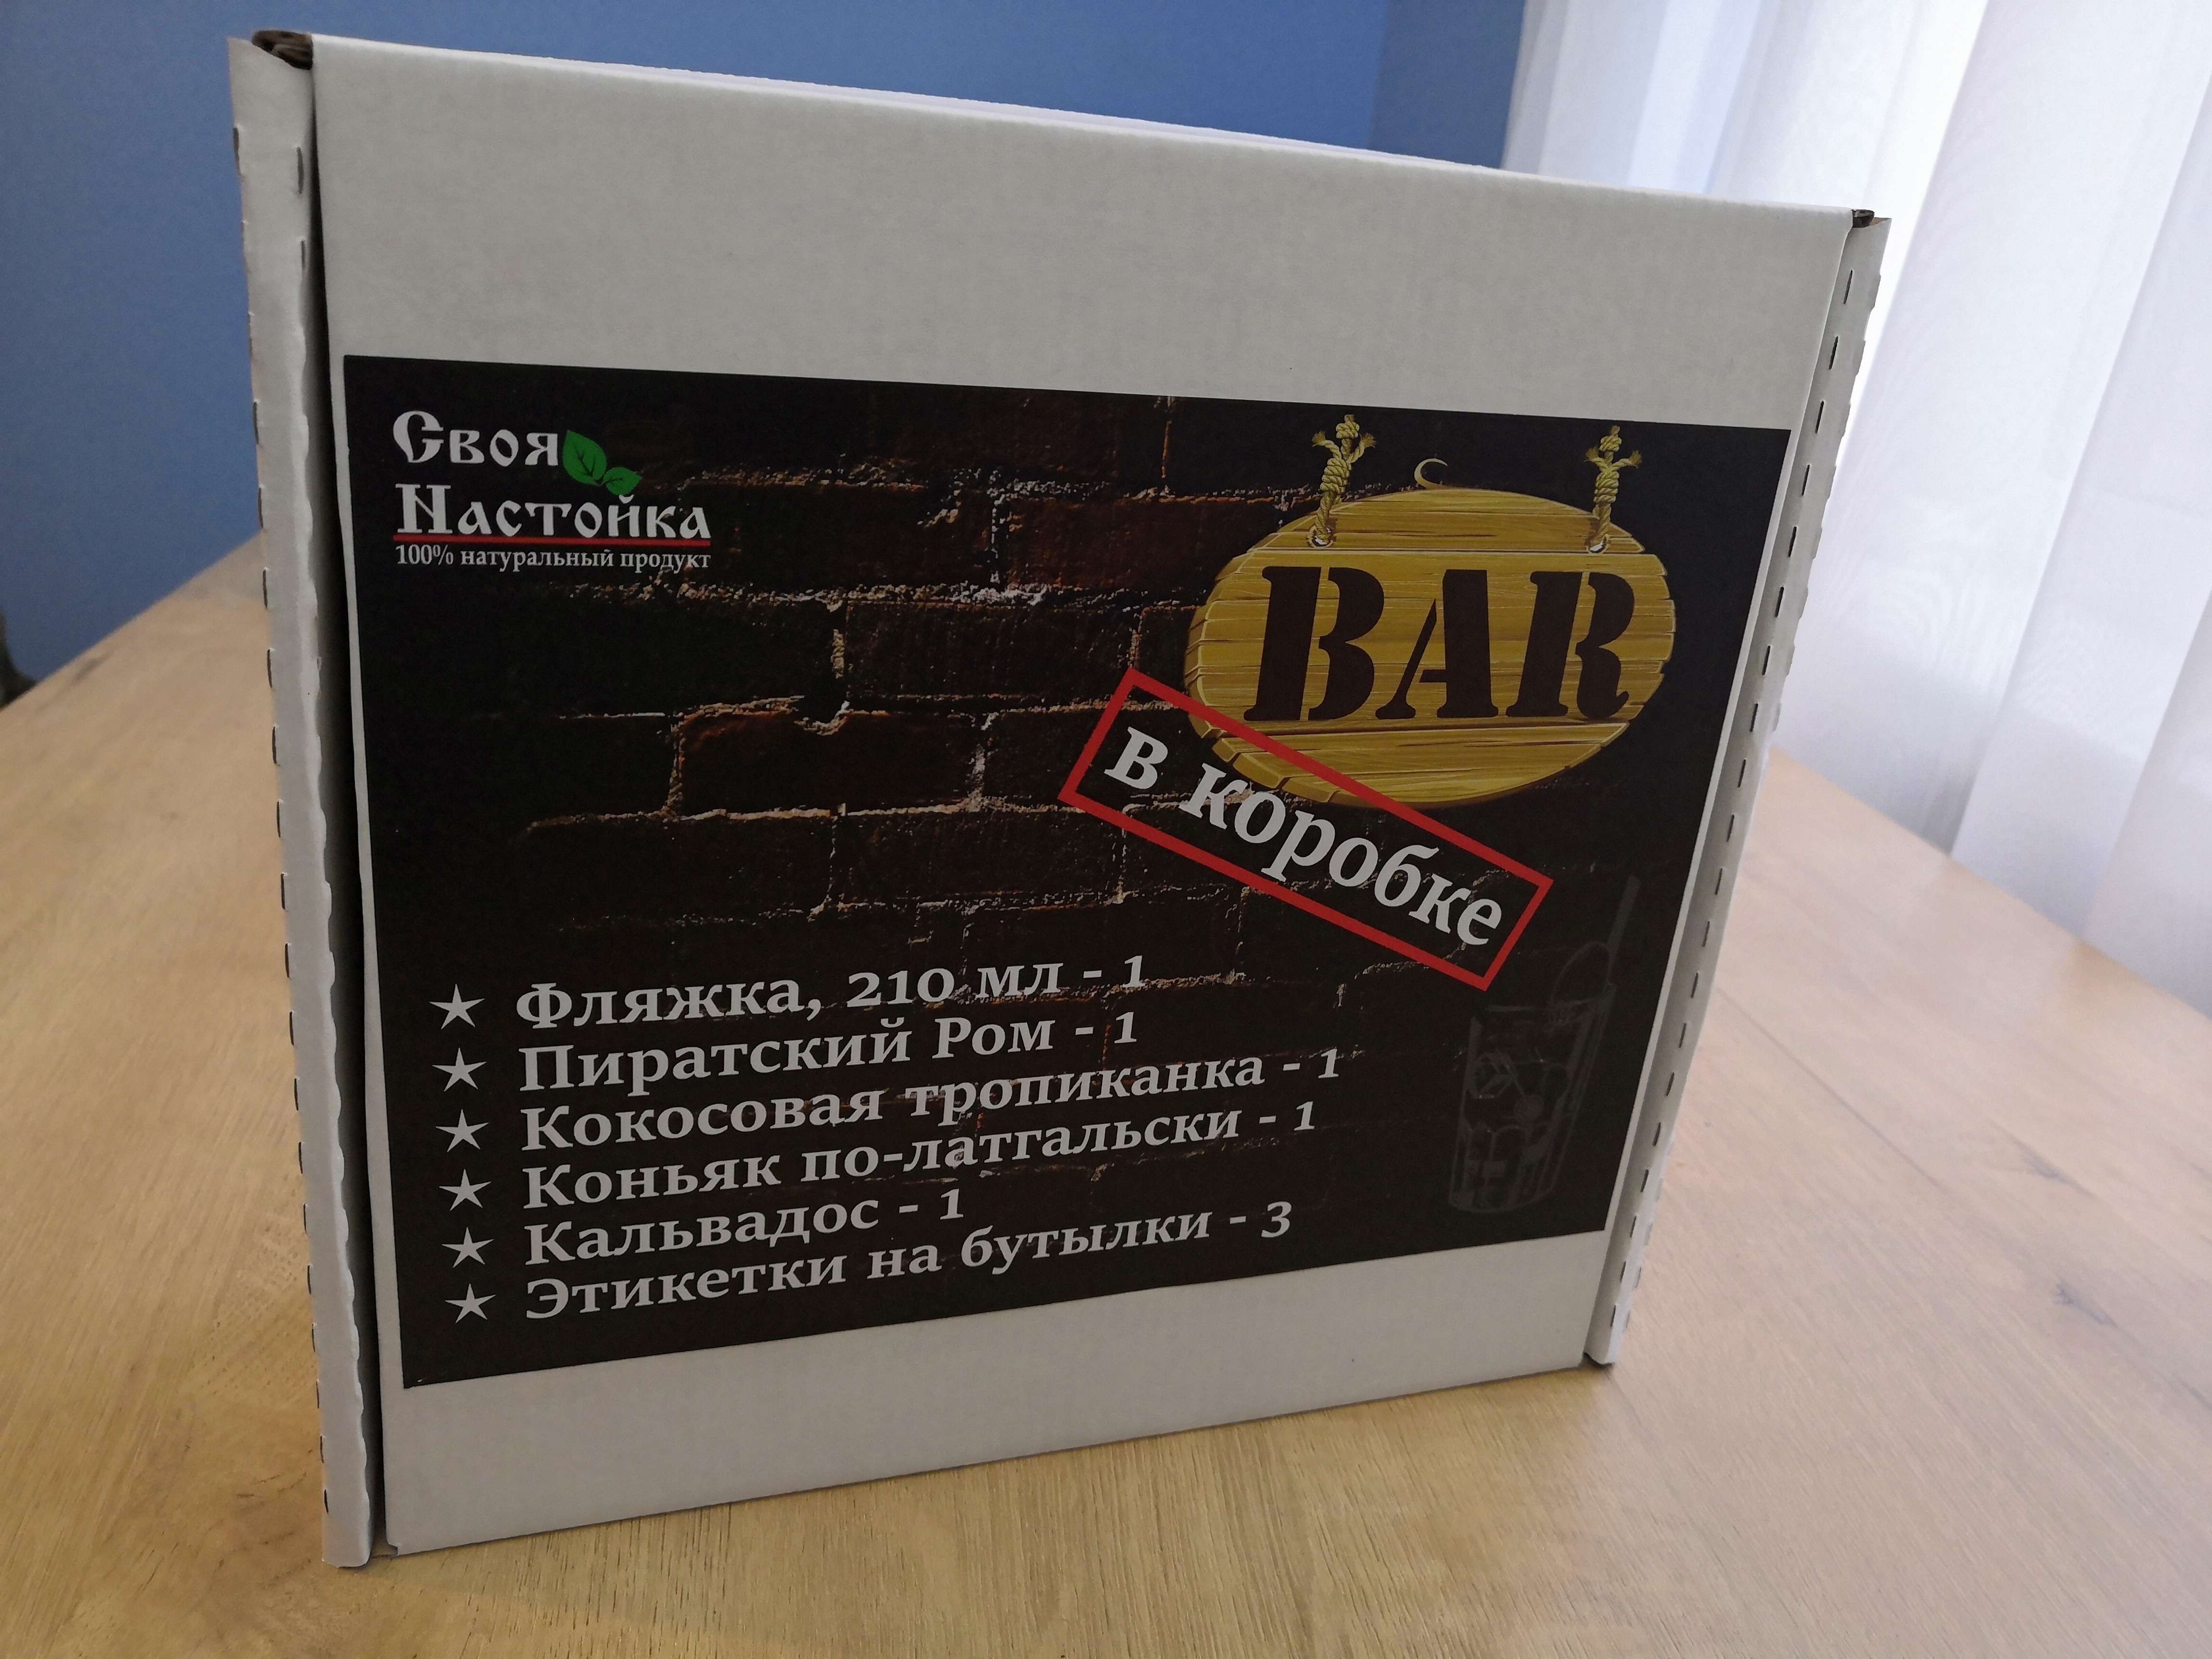 Своя
Настойка
100% натуральный продукт
BAR
в коробке
★ Фляжка, 210 мл - 1
★ Пиратский Ром - 1
★ Кокосовая тропиканка - 1
★ Коньяк по-латгальски - 1
★ Кальвадос - 1
★ Этикетки на бутылки - 3